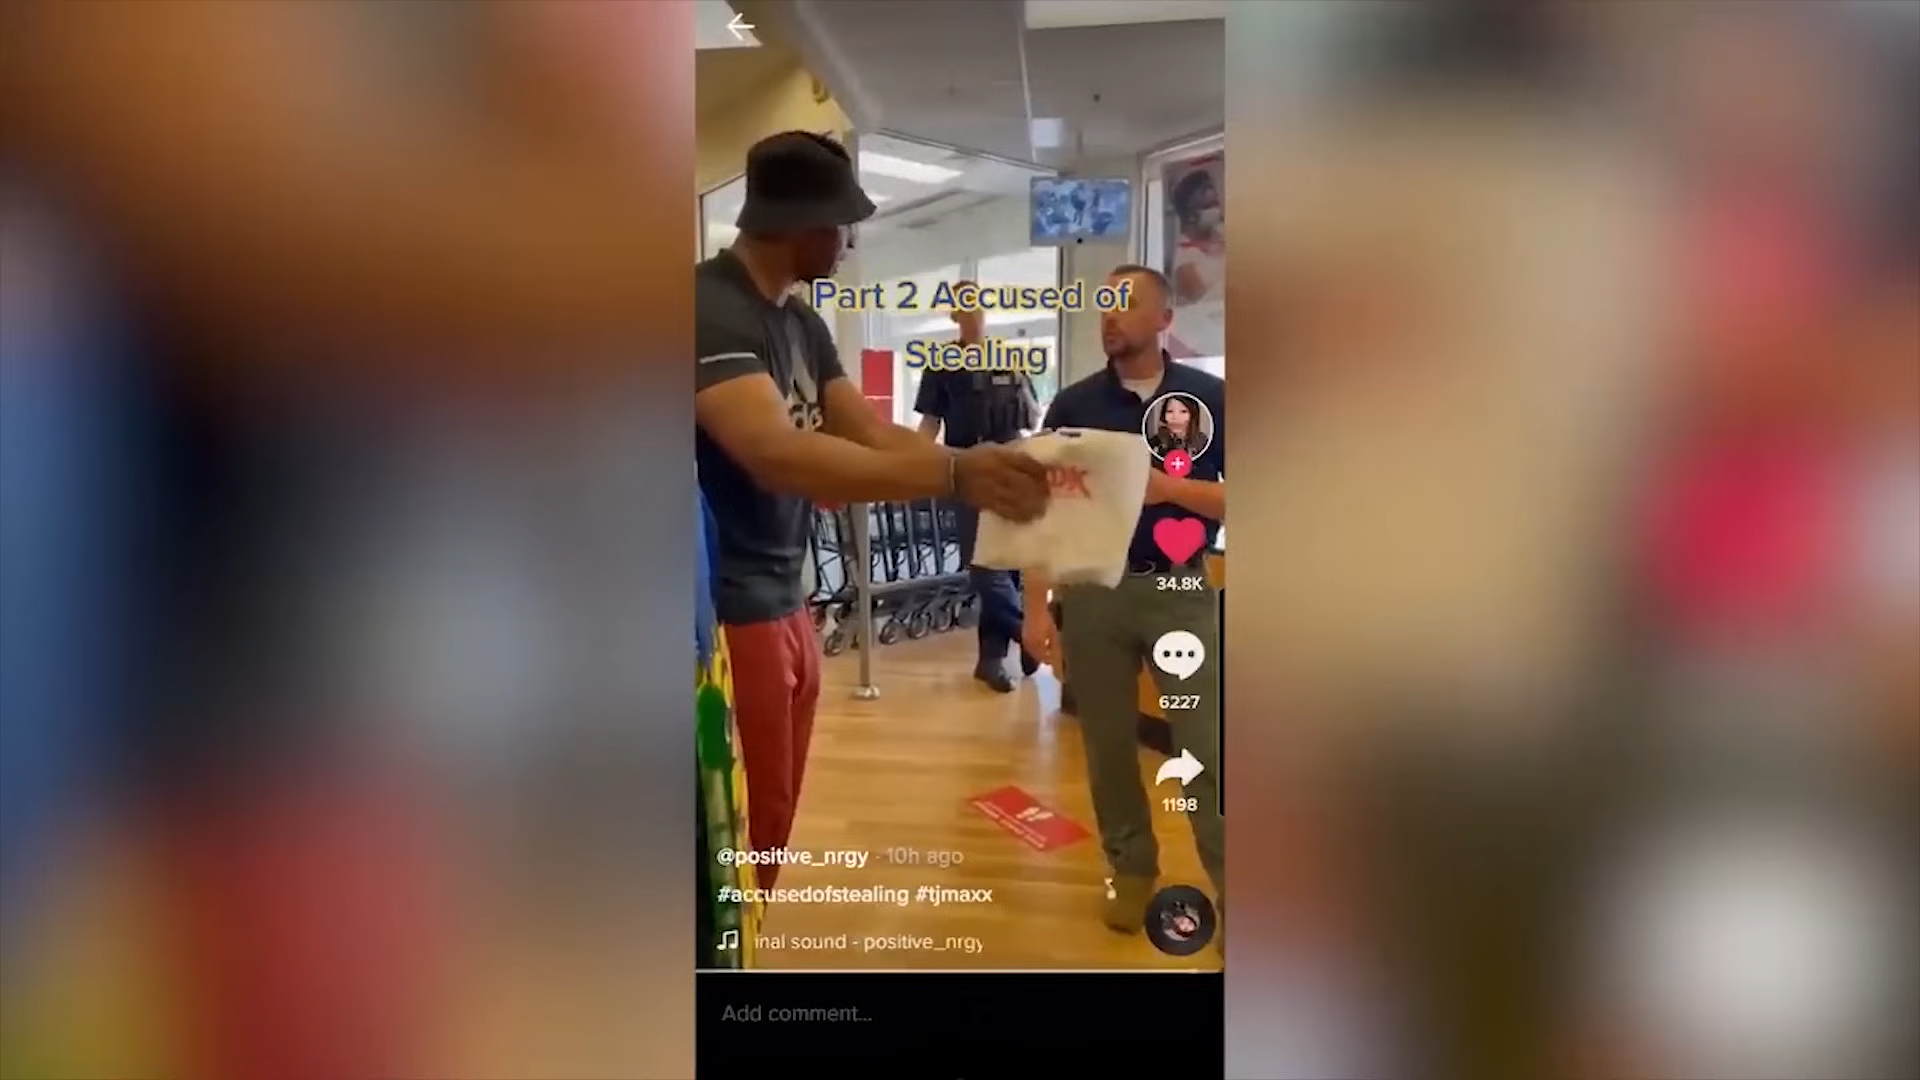 Part 2 Accused of
Stealing
34.8K
6227
1198
@positive_nrgy · 10h ago
#accusedofstealing #tjmaxx
inal sound - positive_nrgy
Add comment...